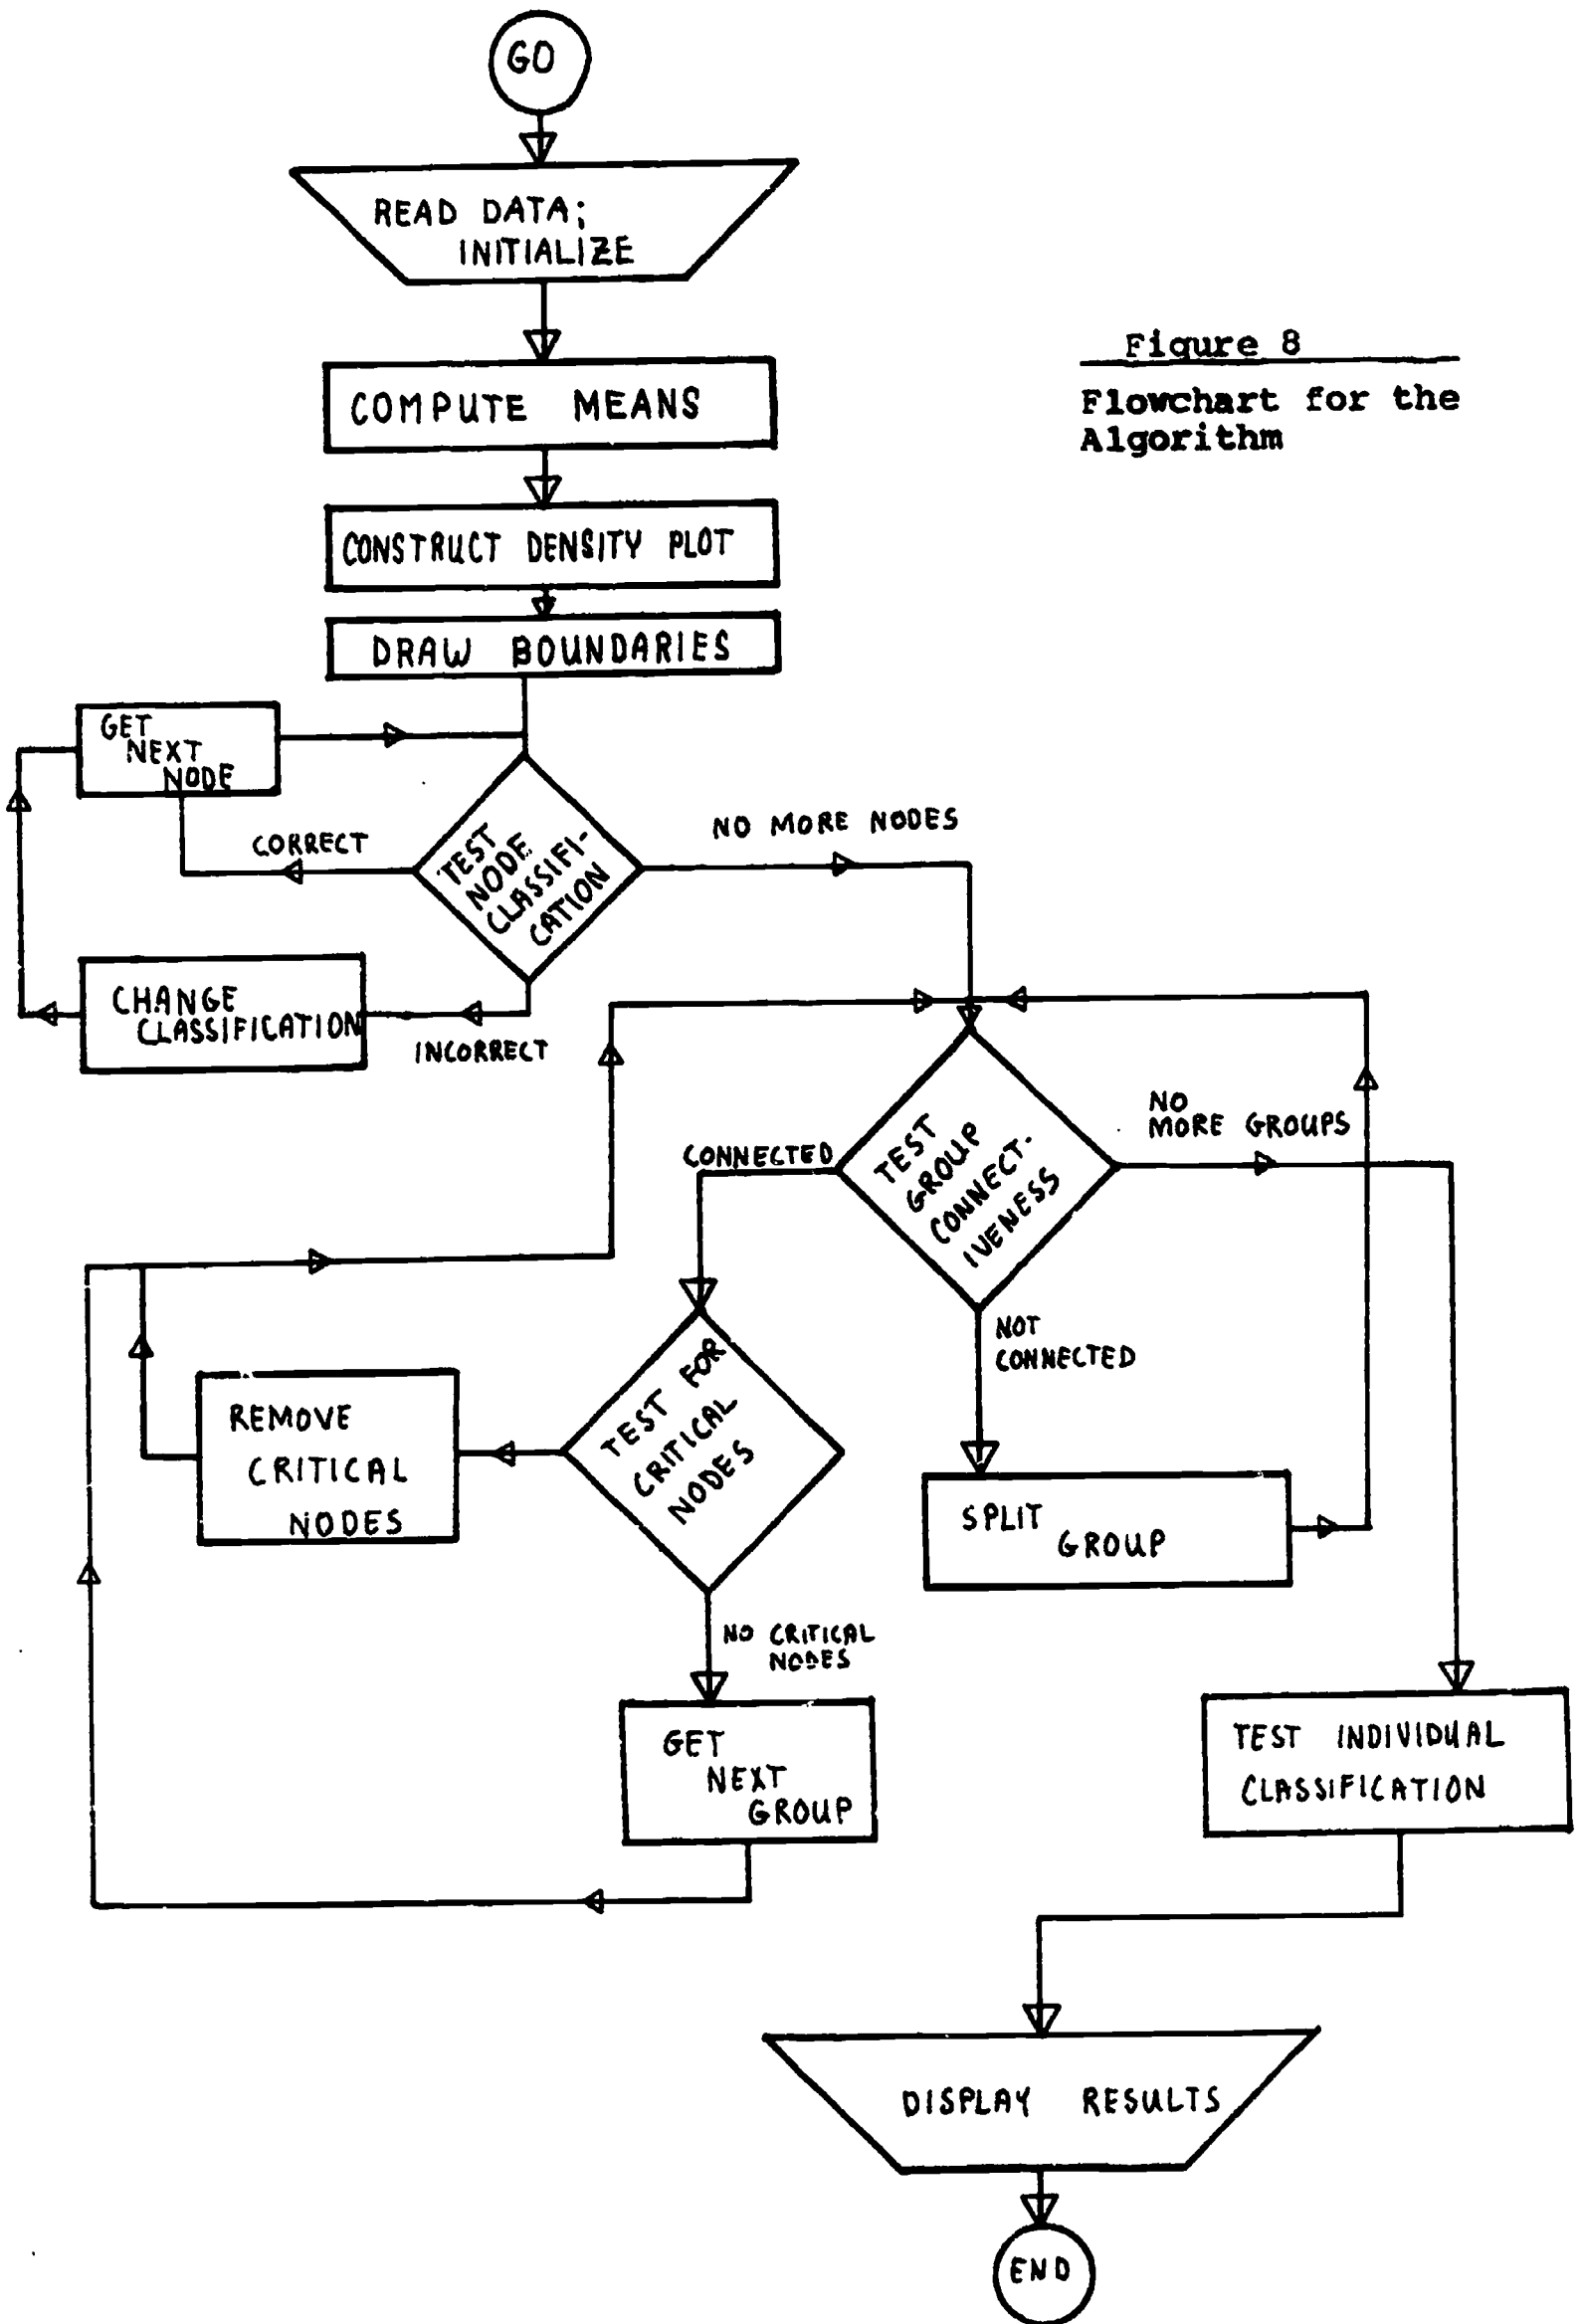 GO
READ DATA;
INITIALIZE
Figure 8
Flowchart for the
Algorithm
COMPUTE MEANS
CONSTRUCT DENSITY PLOT
DRAW BOUNDARIES
GET
NEXT
NODE
CORRECT
TEST
NODE
CLASSIFI-
CATION
NO MORE NODES
CHANGE
CLASSIFICATION
INCORRECT
CONNECTED
TEST
GROUP
CONNECT-
IVENESS
NO
MORE GROUPS
NOT
CONNECTED
REMOVE
CRITICAL
NODES
TEST FOR
CRITICAL
NODES
SPLIT
GROUP
NO CRITICAL
NODES
GET
NEXT
GROUP
TEST INDIVIDUAL
CLASSIFICATION
DISPLAY RESULTS
END